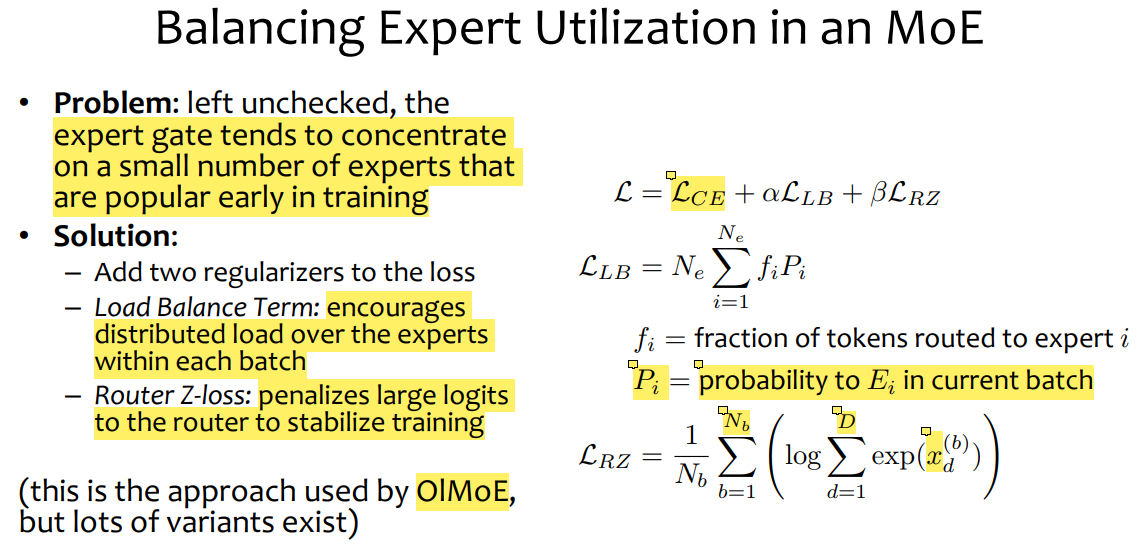 Balancing Expert Utilization in an MoE
• Problem: left unchecked, the
expert gate tends to concentrate
on a small number of experts that
are popular early in training
• Solution:
– Add two regularizers to the loss
– Load Balance Term: encourages
distributed load over the experts
within each batch
– Router Z-loss: penalizes large logits
to the router to stabilize training
(this is the approach used by OlMoE,
but lots of variants exist)
$\mathcal{L} = \mathcal{L}_{CE} + \alpha\mathcal{L}_{LB} + \beta\mathcal{L}_{RZ}$
$\mathcal{L}_{LB} = N_e \sum_{i=1}^{N_e} f_i P_i$
$f_i$ = fraction of tokens routed to expert $i$
$P_i$ = probability to $E_i$ in current batch
$\mathcal{L}_{RZ} = \frac{1}{N_b} \sum_{b=1}^{N_b} \left( \log \sum_{d=1}^{D} \exp(x_d^{(b)}) \right)$